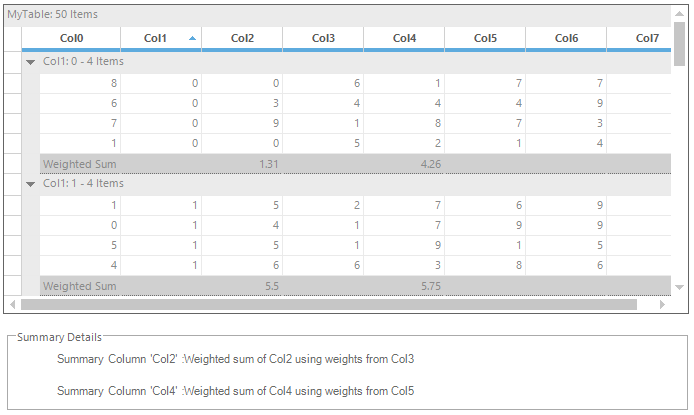 MyTable: 50 Items
Col0 Col1 Col2 Col3 Col4 Col5 Col6 Col7
Col1: 0 - 4 Items
8 0 0 6 1 7 7
6 0 3 4 4 4 9
7 0 9 1 8 7 3
1 0 0 5 2 1 4
Weighted Sum 1.31 4.26
Col1: 1 - 4 Items
1 1 5 2 7 6 9
0 1 4 1 7 9 9
5 1 5 1 9 1 5
4 1 6 6 3 8 6
Weighted Sum 5.5 5.75
Summary Details
Summary Column 'Col2' :Weighted sum of Col2 using weights from Col3
Summary Column 'Col4' :Weighted sum of Col4 using weights from Col5